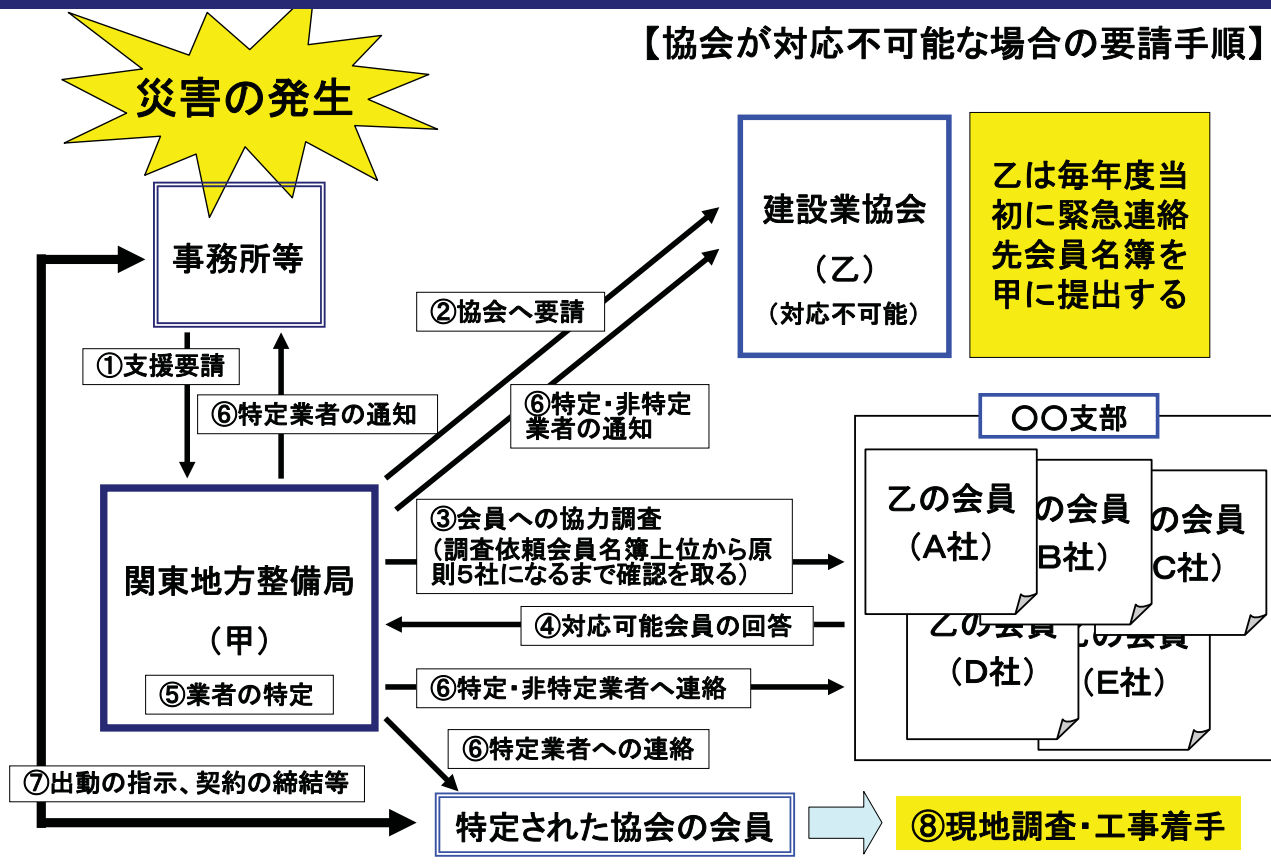 【協会が対応不可能な場合の要請手順】
災害の発生
事務所等
建設業協会
（乙）
（対応不可能）
乙は毎年度当
初に緊急連絡
先会員名簿を
甲に提出する
②協会へ要請
①支援要請
⑥特定業者の通知
⑥特定・非特定
業者の通知
〇〇支部
乙の会員
（A社）
の会員
B社）
の会員
C社）
乙の会員
（D社）
の会員
（E社）
関東地方整備局
（甲）
⑤業者の特定
③会員への協力調査
（調査依頼会員名簿上位から原
則５社になるまで確認を取る）
④対応可能会員の回答
⑥特定・非特定業者へ連絡
⑥特定業者への連絡
⑦出動の指示、契約の締結等
特定された協会の会員
⑧現地調査・工事着手